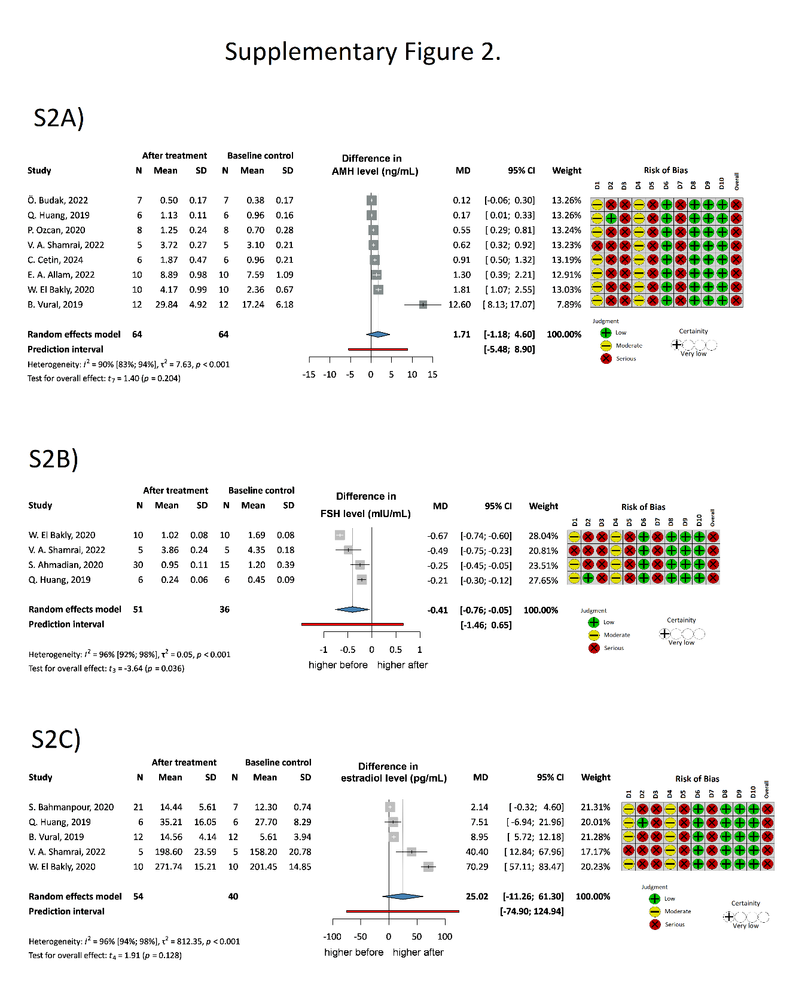 Supplementary Figure 2.
S2A)
After treatment Baseline control Difference in
Study N Mean SD N Mean SD AMH level (ng/mL) MD 95% CI Weight Risk of Bias
D1 D2 D3 D4 D5 D6 D7 D8 D9 D10 Overall
Ö. Budak, 2022 7 0.50 0.17 7 0.38 0.17 0.12 [-0.06; 0.30] 13.26%
Q. Huang, 2019 6 1.13 0.11 6 0.96 0.16 0.17 [ 0.01; 0.33] 13.26%
P. Ozcan, 2020 8 1.25 0.24 8 0.70 0.28 0.55 [ 0.29; 0.81] 13.24%
V. A. Shamrai, 2022 5 3.72 0.27 5 3.10 0.21 0.62 [ 0.32; 0.92] 13.23%
C. Cetin, 2024 6 1.87 0.47 6 0.96 0.21 0.91 [ 0.50; 1.32] 13.19%
E. A. Allam, 2022 10 8.89 0.98 10 7.59 1.09 1.30 [ 0.39; 2.21] 12.91%
W. El Bakly, 2020 10 4.17 0.99 10 2.36 0.67 1.81 [ 1.07; 2.55] 13.03%
B. Vural, 2019 12 29.84 4.92 12 17.24 6.18 12.60 [ 8.13; 17.07] 7.89%
Random effects model 64 64 1.71 [-1.18; 4.60] 100.00%
Prediction interval [-5.48; 8.90]
Heterogeneity: I² = 90% [83%; 94%], τ² = 7.63, p < 0.001
Test for overall effect: t₇ = 1.40 (p = 0.204)
-15 -10 -5 0 5 10 15
Judgment
Low
Moderate
Serious
Certainity
Very low
S2B)
After treatment Baseline control Difference in
Study N Mean SD N Mean SD FSH level (mIU/mL) MD 95% CI Weight Risk of Bias
D1 D2 D3 D4 D5 D6 D7 D8 D9 D10 Overall
W. El Bakly, 2020 10 1.02 0.08 10 1.69 0.08 -0.67 [-0.74; -0.60] 28.04%
V. A. Shamrai, 2022 5 3.86 0.24 5 4.35 0.18 -0.49 [-0.75; -0.23] 20.81%
S. Ahmadian, 2020 30 0.95 0.11 15 1.20 0.39 -0.25 [-0.45; -0.05] 23.51%
Q. Huang, 2019 6 0.24 0.06 6 0.45 0.09 -0.21 [-0.30; -0.12] 27.65%
Random effects model 51 36 -0.41 [-0.76; -0.05] 100.00%
Prediction interval [-1.46; 0.65]
-1 -0.5 0 0.5 1
Heterogeneity: I² = 96% [92%; 98%], τ² = 0.05, p < 0.001
Test for overall effect: t₃ = -3.64 (p = 0.036)
higher before higher after
Judgment
Low
Moderate
Serious
Certainity
Very low
S2C)
After treatment Baseline control Difference in
Study N Mean SD N Mean SD estradiol level (pg/mL) MD 95% CI Weight Risk of Bias
D1 D2 D3 D4 D5 D6 D7 D8 D9 D10 Overall
S. Bahmanpour, 2020 21 14.44 5.61 7 12.30 0.74 2.14 [ -0.32; 4.60] 21.31%
Q. Huang, 2019 6 35.21 16.05 6 27.70 8.29 7.51 [ -6.94; 21.96] 20.01%
B. Vural, 2019 12 14.56 4.14 12 5.61 3.94 8.95 [ 5.72; 12.18] 21.28%
V. A. Shamrai, 2022 5 198.60 23.59 5 158.20 20.78 40.40 [ 12.84; 67.96] 17.17%
W. El Bakly, 2020 10 271.74 15.21 10 201.45 14.85 70.29 [ 57.11; 83.47] 20.23%
Random effects model 54 40 25.02 [-11.26; 61.30] 100.00%
Prediction interval [-74.90; 124.94]
-100 -50 0 50 100
Heterogeneity: I² = 96% [94%; 98%], τ² = 812.35, p < 0.001
Test for overall effect: t₄ = 1.91 (p = 0.128)
higher before higher after
Judgment
Low
Moderate
Serious
Certainity
Very low